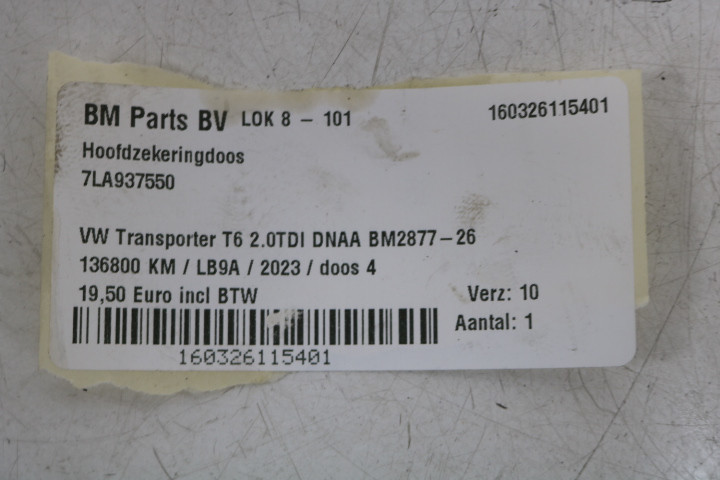 BM Parts BV LOK 8 - 101 160326115401
Hoofdzekeringdoos
7LA937550
VW Transporter T6 2.0TDI DNAA BM2877-26
136800 KM / LB9A / 2023 / doos 4
19,50 Euro incl BTW Verz: 10
Aantal: 1
160326115401